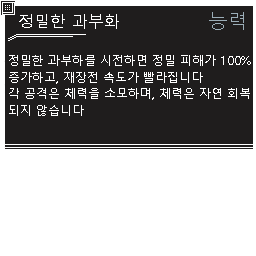 정밀한 과부화
능력
정밀한 과부하를 시전하면 정밀 피해가 100%
증가하고, 재장전 속도가 빨라집니다
각 공격은 체력을 소모하며, 체력은 자연 회복
되지 않습니다